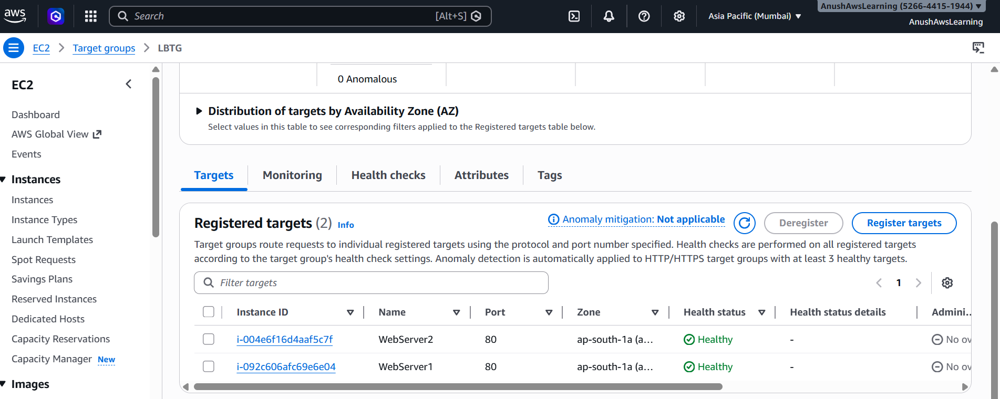 aws
Search [Alt+S]
Asia Pacific (Mumbai)
AnushAwsLearning (5266-4415-1944)
AnushAwsLearning
EC2 Target groups LBTG
EC2
Dashboard
AWS Global View
Events
Instances
Instances
Instance Types
Launch Templates
Spot Requests
Savings Plans
Reserved Instances
Dedicated Hosts
Capacity Reservations
Capacity Manager New
Images
0 Anomalous
Distribution of targets by Availability Zone (AZ)
Select values in this table to see corresponding filters applied to the Registered targets table below.
Targets Monitoring Health checks Attributes Tags
Registered targets (2) Info
Anomaly mitigation: Not applicable
Deregister
Register targets
Target groups route requests to individual registered targets using the protocol and port number specified. Health checks are performed on all registered targets
according to the target group's health check settings. Anomaly detection is automatically applied to HTTP/HTTPS target groups with at least 3 healthy targets.
Filter targets
1
Instance ID Name Port Zone Health status Health status details Admini...
i-004e6f16d4aaf5c7f WebServer2 80 ap-south-1a (a... Healthy - No ov
i-092c606afc69e6e04 WebServer1 80 ap-south-1a (a... Healthy - No ov